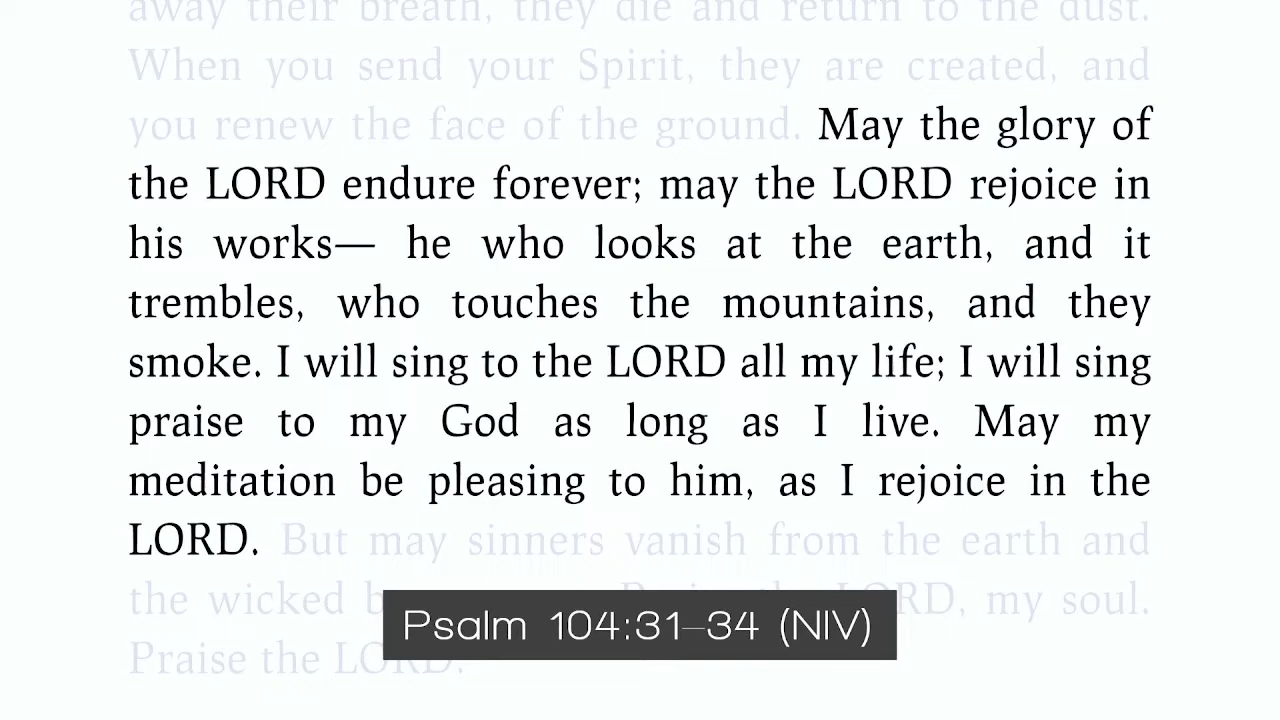 away their breath, they die and return to the dust.
When you send your Spirit, they are created, and
you renew the face of the ground. May the glory of
the LORD endure forever; may the LORD rejoice in
his works— he who looks at the earth, and it
trembles, who touches the mountains, and they
smoke. I will sing to the LORD all my life; I will sing
praise to my God as long as I live. May my
meditation be pleasing to him, as I rejoice in the
LORD. But may sinners vanish from the earth and
the wicked LORD, my soul.
Praise the LORD.
Psalm 104:31–34 (NIV)